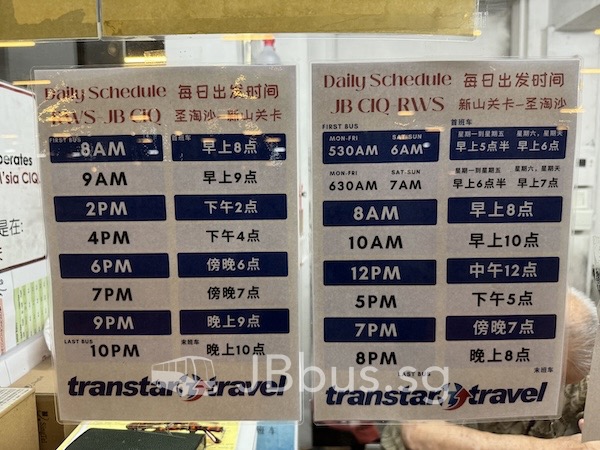 Daily Schedule 每日出发时间
RWS-JB CIQ 圣淘沙-新山关卡
FIRST BUS 首班车
8AM 早上8点
9AM 早上9点
2PM 下午2点
4PM 下午4点
6PM 傍晚6点
7PM 傍晚7点
9PM 晚上9点
LAST BUS 末班车
10PM 晚上10点
transtar travel
Daily Schedule 每日出发时间
JB CIQ-RWS 新山关卡-圣淘沙
FIRST BUS 首班车
MON-FRI SAT.SUN 星期一到星期五 星期六，星期天
530AM 6AM 早上5点半 早上6点
MON-FRI SAT.SUN 星期一到星期五 星期六，星期天
630AM 7AM 早上6点半 早上7点
8AM 早上8点
10AM 早上10点
12PM 中午12点
5PM 下午5点
7PM 傍晚7点
8PM 晚上8点
LAST BUS 末班车
transtar travel
erates
'sia CIQ
是在:
JBbus.sg